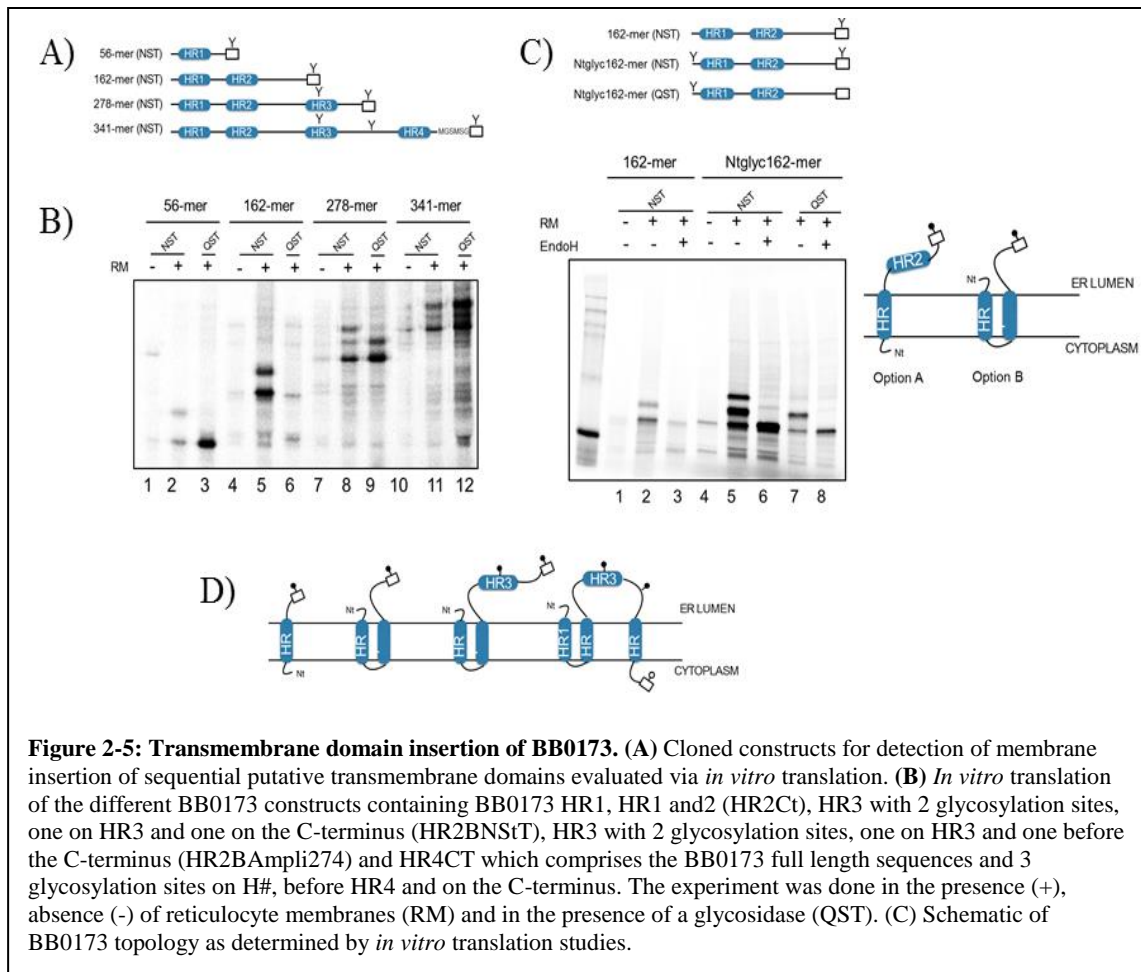 A)
56-mer (NST) HR1 Y
162-mer (NST) HR1 HR2 Y
278-mer (NST) HR1 HR2 Y HR3 Y
341-mer (NST) HR1 HR2 Y HR3 Y HR4 MGSMSG Y
C)
162-mer (NST) HR1 HR2 Y
Ntglyc162-mer (NST) Y HR1 HR2 Y
Ntglyc162-mer (QST) Y HR1 HR2
B)
56-mer 162-mer 278-mer 341-mer
NST QST NST QST NST QST NST QST
RM - + + - + + - + + - + +
1 2 3 4 5 6 7 8 9 10 11 12
162-mer Ntglyc162-mer
NST NST QST
RM - + + - + + + +
EndoH - - + - - + - +
1 2 3 4 5 6 7 8
HR2
Nt
ER LUMEN
HR HR
CYTOPLASM
Nt
Option A Option B
D)
HR3 HR3
Nt Nt Nt
ER LUMEN
HR HR HR HR1 HR HR
CYTOPLASM
Nt
Figure 2-5: Transmembrane domain insertion of BB0173. (A) Cloned constructs for detection of membrane
insertion of sequential putative transmembrane domains evaluated via in vitro translation. (B) In vitro
translation of the different BB0173 constructs containing BB0173 HR1, HR1 and2 (HR2Ct), HR3 with 2 glycosylation sites,
one on HR3 and one on the C-terminus (HR2BNStT), HR3 with 2 glycosylation sites, one on HR3 and one before
the C-terminus (HR2BAmpli274) and HR4CT which comprises the BB0173 full length sequences and 3
glycosylation sites on H#, before HR4 and on the C-terminus. The experiment was done in the presence (+),
absence (-) of reticulocyte membranes (RM) and in the presence of a glycosidase (QST). (C) Schematic of
BB0173 topology as determined by in vitro translation studies.